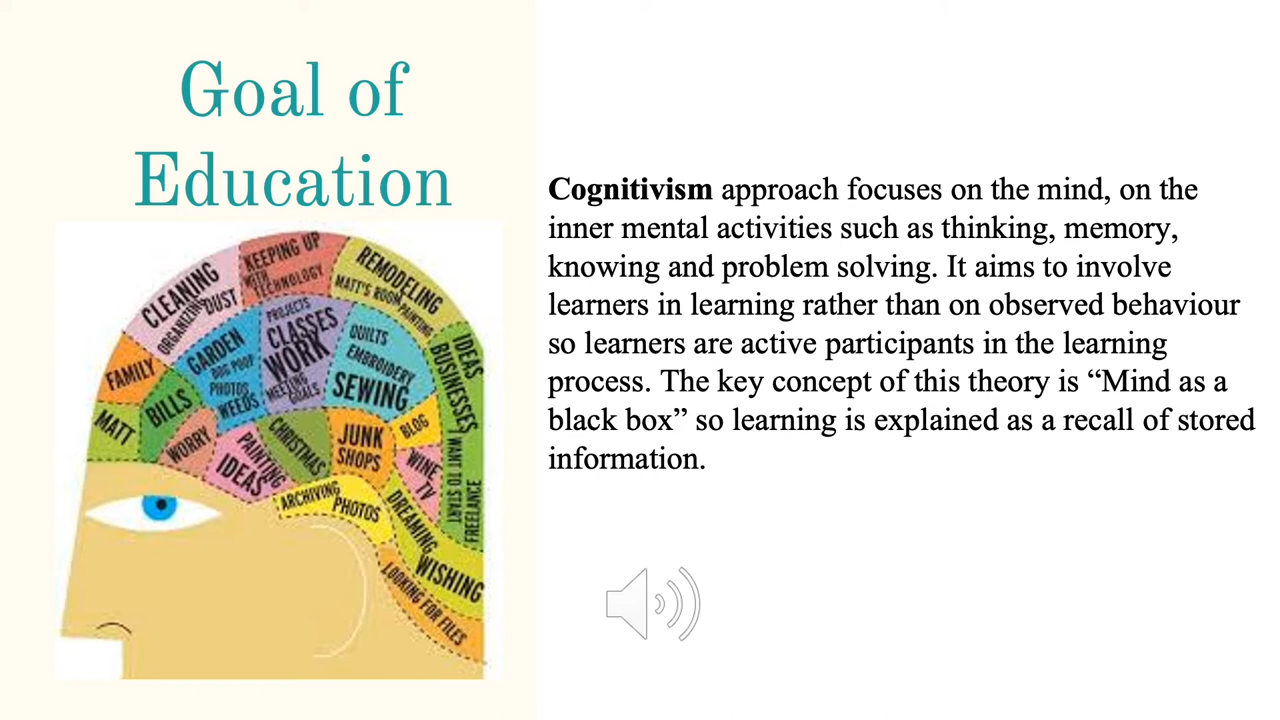 Goal of
Education
Cognitivism approach focuses on the mind, on the
inner mental activities such as thinking, memory,
knowing and problem solving. It aims to involve
learners in learning rather than on observed behaviour
so learners are active participants in the learning
process. The key concept of this theory is “Mind as a
black box” so learning is explained as a recall of stored
information.
CLEANING
ORGANIZING DUST
KEEPING UP
WITH
TECHNOLOGY
REMODELING
MATT'S ROOM PAINTING
FAMILY
MATT
BILLS
WORRY
GARDEN
DOG POOP
PHOTOS
WEEDS
PROJECTS
CLASSES
WORK
MEETING
GOALS
QUILTS
EMBROIDERY
SEWING
IDEAS
BUSINESSES
WANT TO START
FREELANCE
PAINTING
IDEAS
CHRISTMAS
JUNK
SHOPS
BLOG
WINE
TV
ARCHIVING
PHOTOS
DREAMING
WISHING
LOOKING FOR FILES